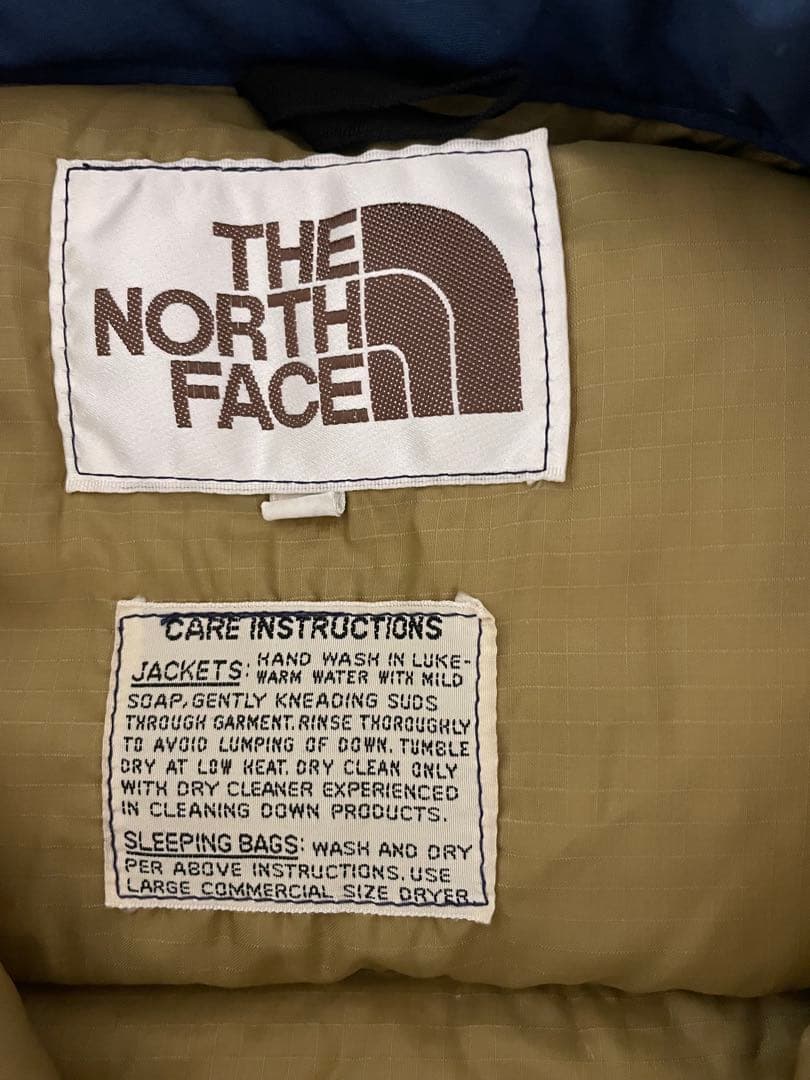 THE
NORTH
FACE
CARE INSTRUCTIONS
JACKETS: HAND WASH IN LUKE-
WARM WATER WITH MILD
SOAP, GENTLY KNEADING SUDS
THROUGH GARMENT. RINSE THOROUGHLY
TO AVOID LUMPING OF DOWN. TUMBLE
DRY AT LOW HEAT. DRY CLEAN ONLY
WITH DRY CLEANER EXPERIENCED
IN CLEANING DOWN PRODUCTS.
SLEEPING BAGS: WASH AND DRY
PER ABOVE INSTRUCTIONS. USE
LARGE COMMERCIAL SIZE DRYER.